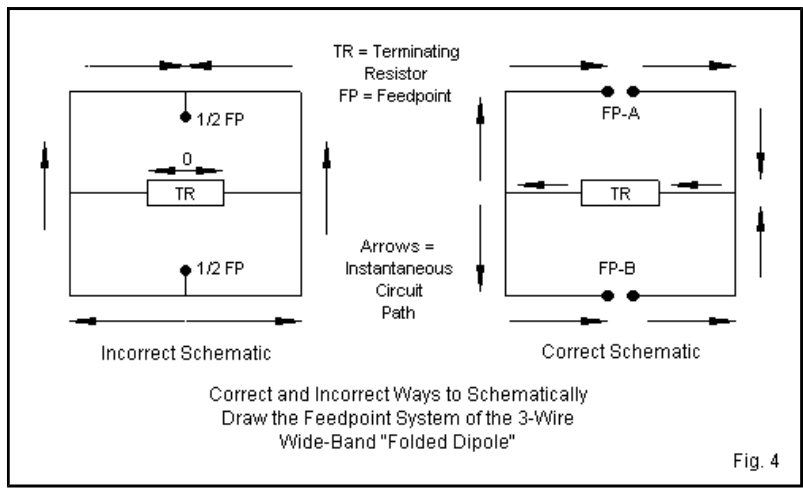 TR = Terminating
Resistor
FP = Feedpoint
1/2 FP
0
TR
1/2 FP
Arrows =
Instantaneous
Circuit
Path
FP-A
TR
FP-B
Incorrect Schematic
Correct Schematic
Correct and Incorrect Ways to Schematically
Draw the Feedpoint System of the 3-Wire
Wide-Band "Folded Dipole"
Fig. 4